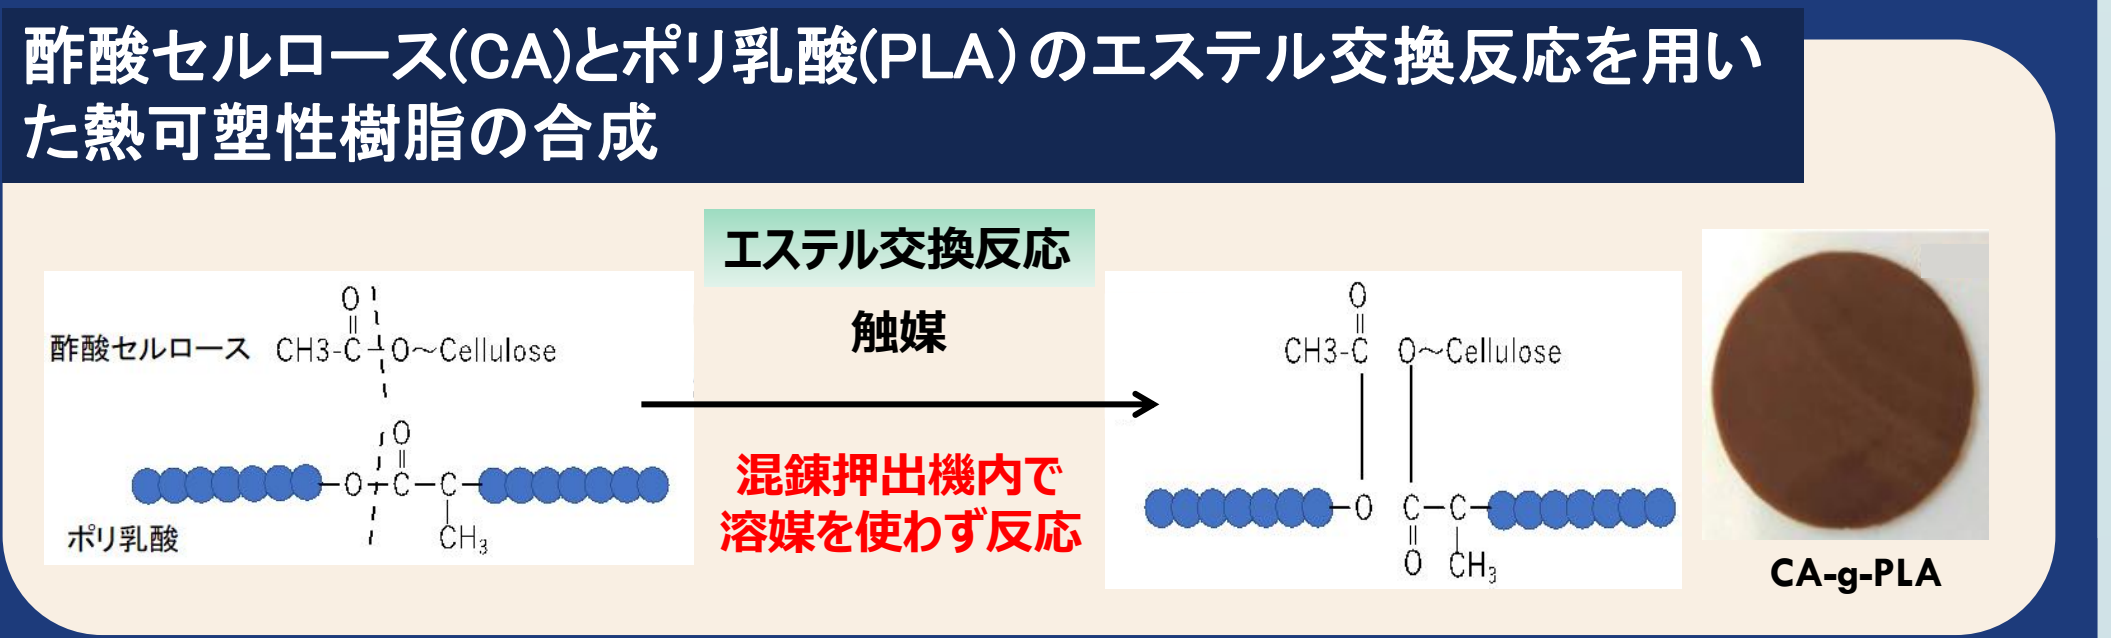 酢酸セルロース(CA)とポリ乳酸(PLA)のエステル交換反応を用い
た熱可塑性樹脂の合成
エステル交換反応
触媒
混錬押出機内で
溶媒を使わず反応
O
酢酸セルロース CH3-C-O～Cellulose
O
-O-C-C-
CH₃
ポリ乳酸
O
CH3-C O～Cellulose
-O C-C-
O CH₃
CA-g-PLA